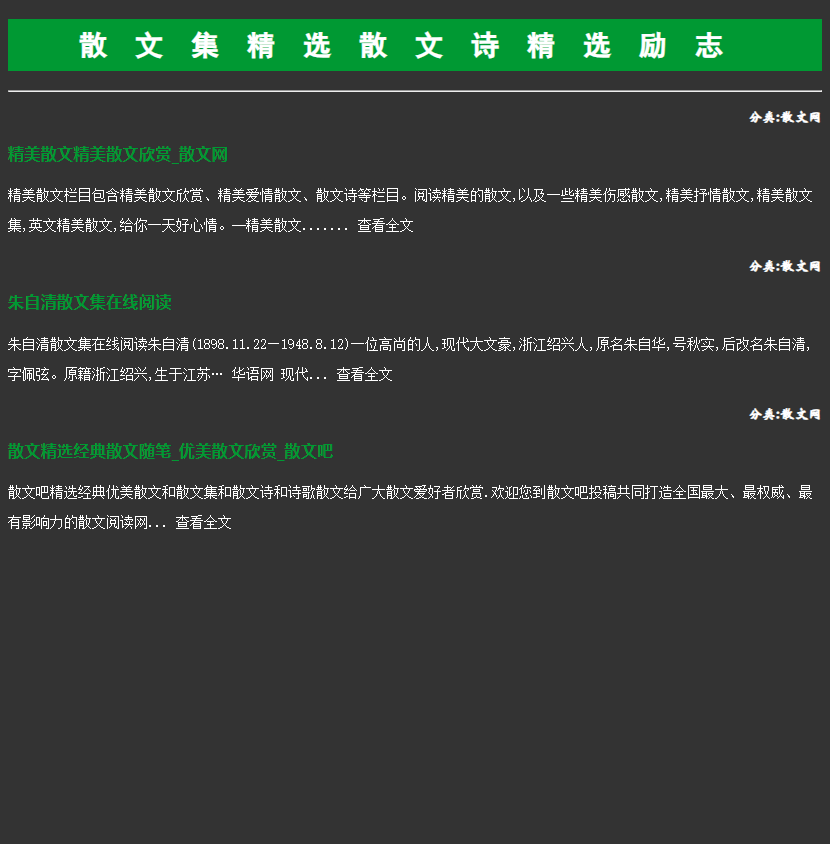 散文集精选散文诗精选励志
分类:散文网
精美散文精美散文欣赏_散文网
精美散文栏目包含精美散文欣赏、精美爱情散文、散文诗等栏目。阅读精美的散文,以及一些精美伤感散文,精美抒情散文,精美散文
集,英文精美散文,给你一天好心情。一精美散文....... 查看全文
分类:散文网
朱自清散文集在线阅读
朱自清散文集在线阅读朱自清(1898.11.22—1948.8.12)一位高尚的人,现代大文豪,浙江绍兴人,原名朱自华,号秋实,后改名朱自清,
字佩弦。原籍浙江绍兴,生于江苏… 华语网 现代... 查看全文
分类:散文网
散文精选经典散文随笔_优美散文欣赏_散文吧
散文吧精选经典优美散文和散文集和散文诗和诗歌散文给广大散文爱好者欣赏.欢迎您到散文吧投稿共同打造全国最大、最权威、最
有影响力的散文阅读网... 查看全文